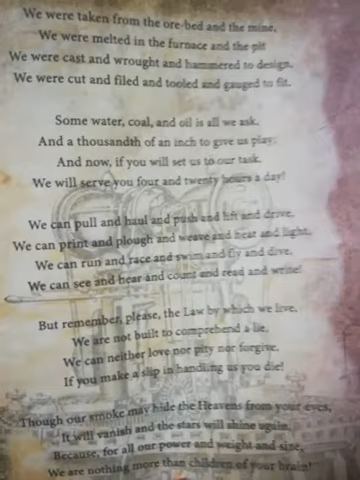 We were taken from the ore-bed and the mine,
We were melted in the furnace and the pit
We were cast and wrought and hammered to design,
We were cut and filed and tooled and gauged to fit.
Some water, coal, and oil is all we ask,
And a thousandth of an inch to give us play:
And now, if you will set us to our task,
We will serve you four and twenty hours a day!
We can pull and haul and push and lift and drive,
We can print and plough and weave and heat and light,
We can run and race and swim and fly and dive,
We can see and hear and count and read and write!
But remember, please, the Law by which we live,
We are not built to comprehend a lie,
We can neither love nor pity nor forgive.
If you make a slip in handling us you die!
Though our smoke may hide the Heavens from your eyes,
It will vanish and the stars will shine again,
Because, for all our power and weight and size,
We are nothing more than children of your brain!